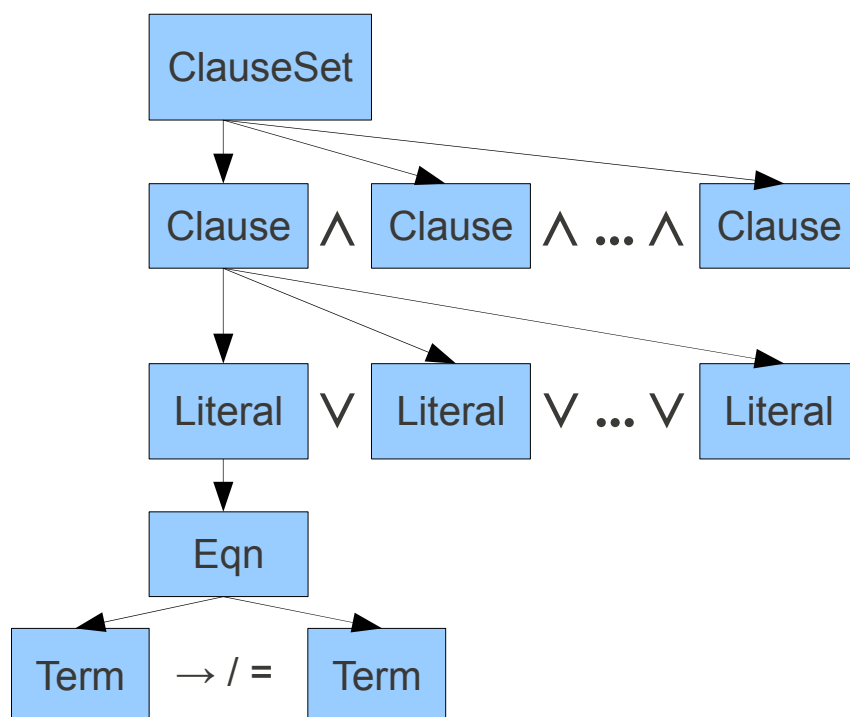 ClauseSet
Clause ∧ Clause ∧ ... ∧ Clause
Literal ∨ Literal ∨ ... ∨ Literal
Eqn
Term → / = Term